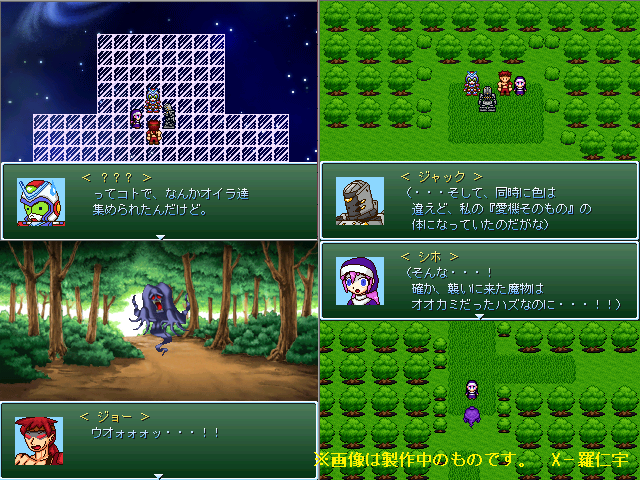 < ??? >
ってコトで、なんかオイラ達
集められたんだけど。
< ジャック >
(・・・そして、同時に色は
違えど、私の『愛機そのもの』の
体になっていたのだがな)
< シホ >
(そんな・・・!
確か、襲いに来た魔物は
オオカミだったハズなのに・・・!!)
< ジョー >
ウオォォォッ・・・!!
※画像は製作中のものです。 X-羅仁宇